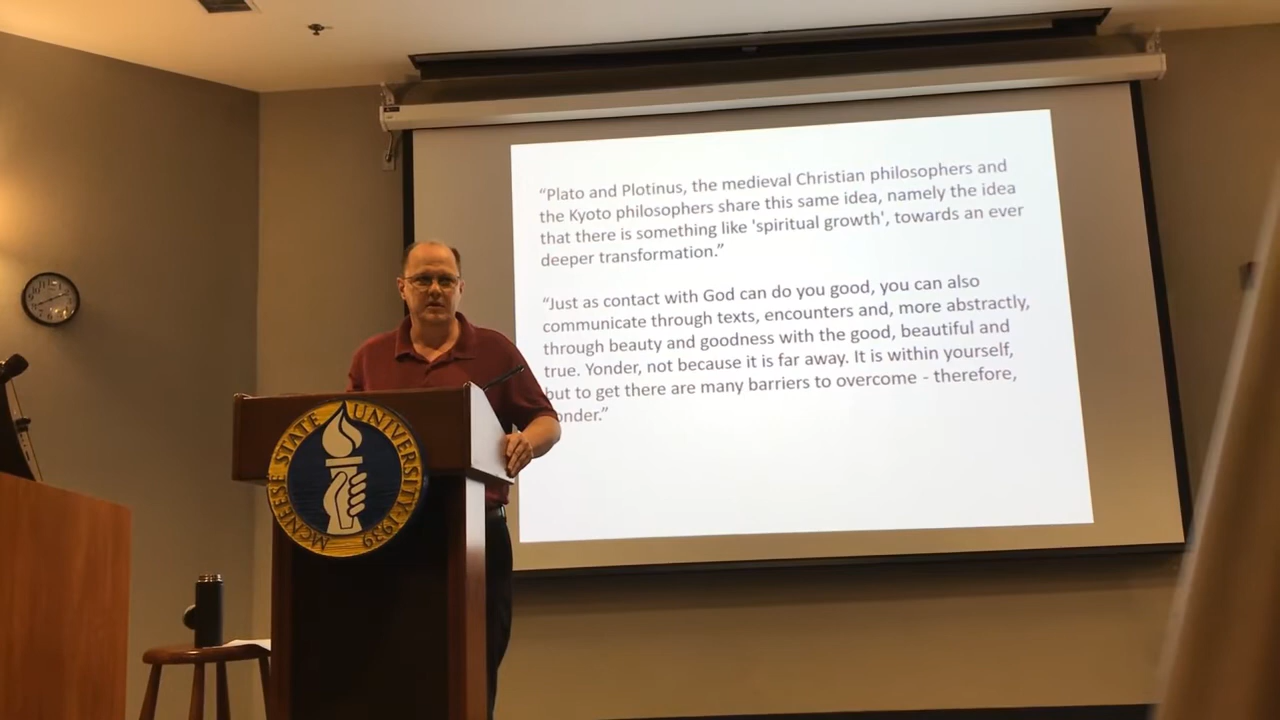 “Plato and Plotinus, the medieval Christian philosophers and
the Kyoto philosophers share this same idea, namely the idea
that there is something like 'spiritual growth', towards an ever
deeper transformation.”
“Just as contact with God can do you good, you can also
communicate through texts, encounters and, more abstractly,
through beauty and goodness with the good, beautiful and
true. Yonder, not because it is far away. It is within yourself,
but to get there are many barriers to overcome - therefore,
yonder.”
MCNEESE STATE UNIVERSITY·1939